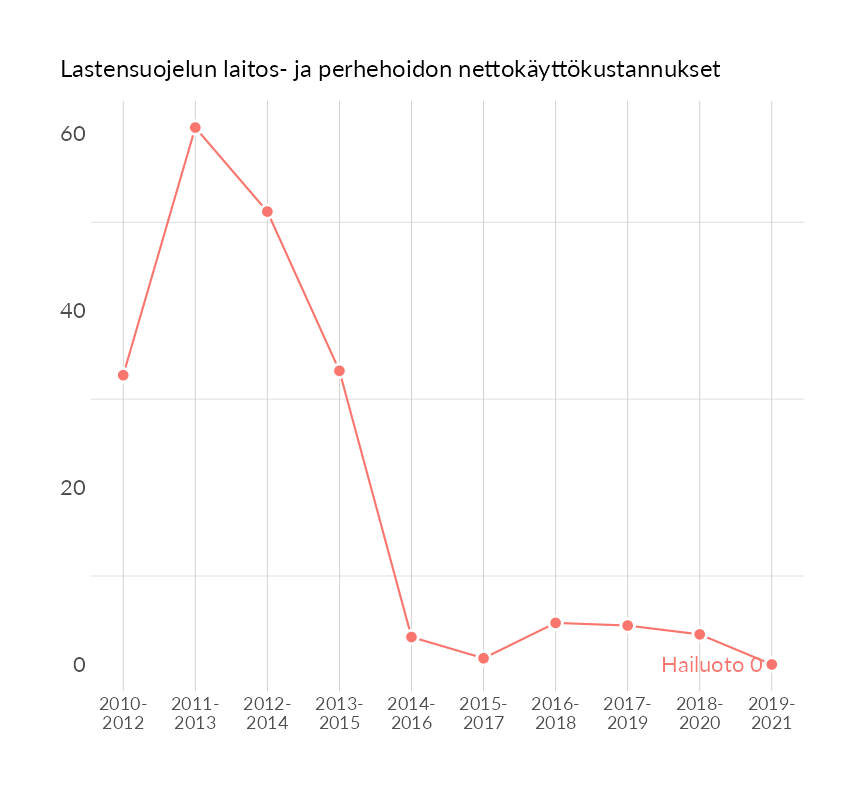 Lastensuojelun laitos- ja perhehoidon nettokäyttökustannukset
60
40
20
0
Hailuoto 0
2010- 2011- 2012- 2013- 2014- 2015- 2016- 2017- 2018- 2019-
2012 2013 2014 2015 2016 2017 2018 2019 2020 2021